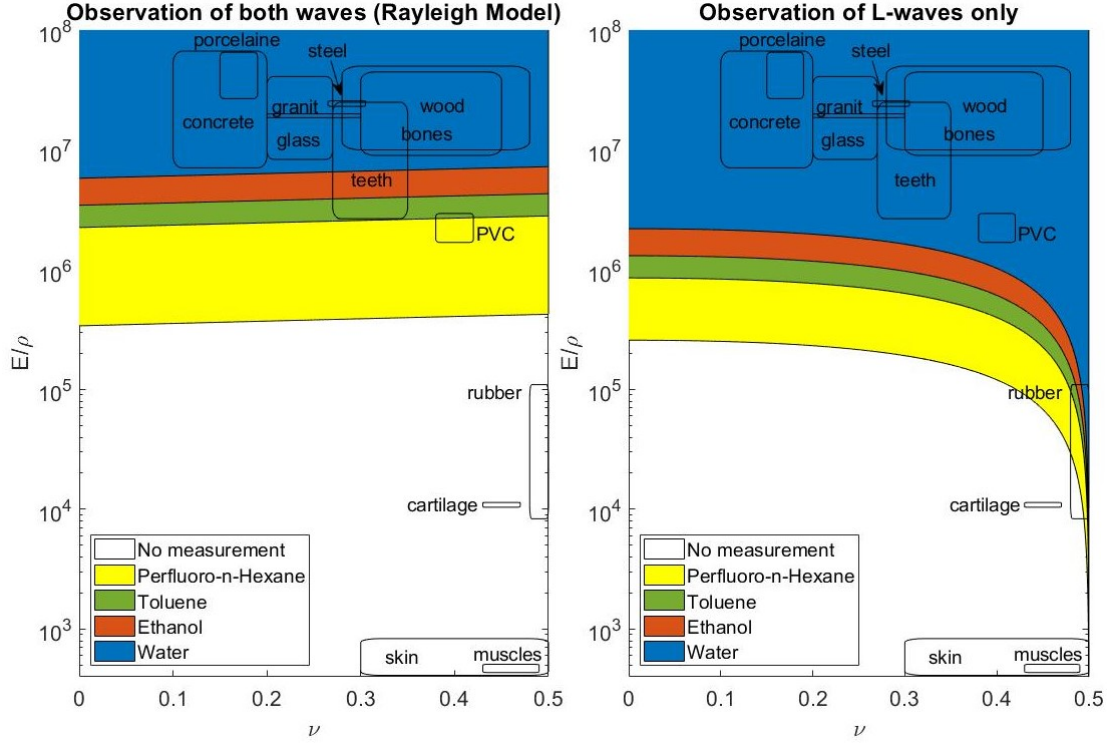 Observation of both waves (Rayleigh Model)
10^8
10^7
10^6
10^5
10^4
10^3
E/ρ
porcelaine
steel
granit
wood
concrete
glass
bones
teeth
PVC
rubber
cartilage
No measurement
Perfluoro-n-Hexane
Toluene
Ethanol
Water
skin
muscles
0
0.1
0.2
0.3
0.4
0.5
ν
Observation of L-waves only
10^8
10^7
10^6
10^5
10^4
10^3
E/ρ
porcelaine
steel
granit
wood
concrete
glass
bones
teeth
PVC
rubber
cartilage
No measurement
Perfluoro-n-Hexane
Toluene
Ethanol
Water
skin
muscles
0
0.1
0.2
0.3
0.4
0.5
ν